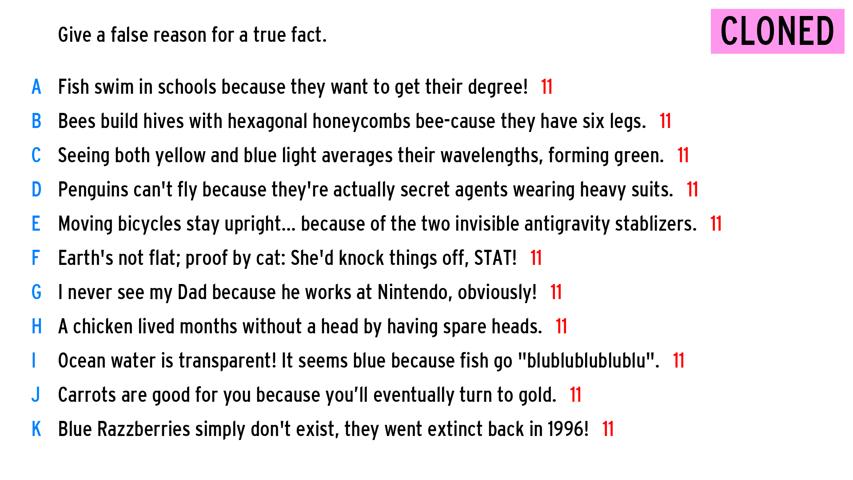 Give a false reason for a true fact.
CLONED
A Fish swim in schools because they want to get their degree! 11
B Bees build hives with hexagonal honeycombs bee-cause they have six legs. 11
C Seeing both yellow and blue light averages their wavelengths, forming green. 11
D Penguins can't fly because they're actually secret agents wearing heavy suits. 11
E Moving bicycles stay upright... because of the two invisible antigravity stablizers. 11
F Earth's not flat; proof by cat: She'd knock things off, STAT! 11
G I never see my Dad because he works at Nintendo, obviously! 11
H A chicken lived months without a head by having spare heads. 11
I Ocean water is transparent! It seems blue because fish go "blublublublublu". 11
J Carrots are good for you because you’ll eventually turn to gold. 11
K Blue Razzberries simply don't exist, they went extinct back in 1996! 11